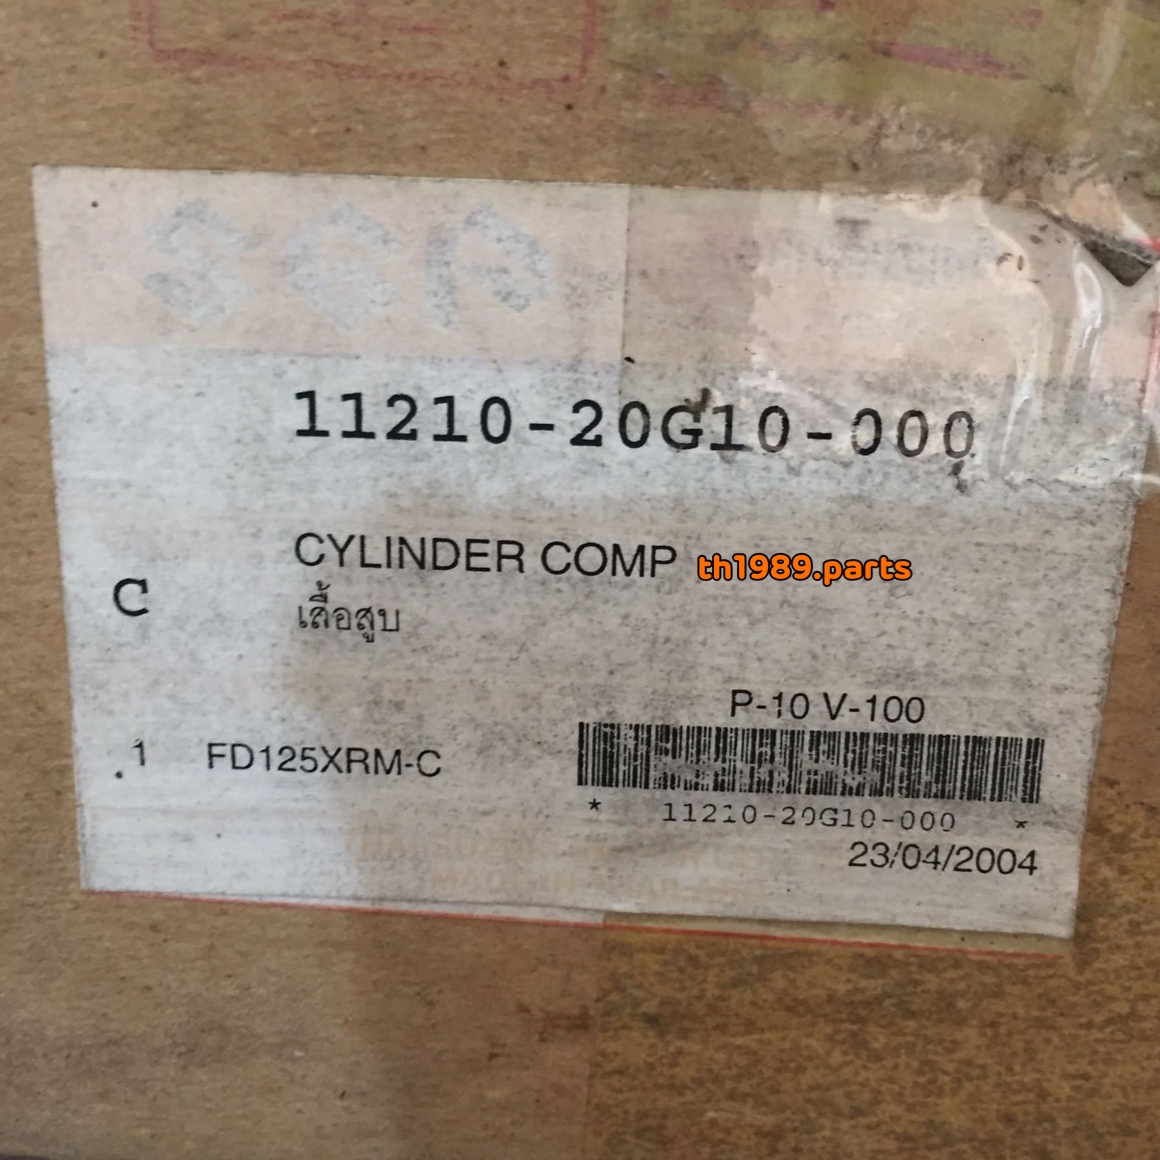 11210-20G10-000
CYLINDER COMP
th1989.parts
C
เสื้อสูบ
P-10 V-100
1 FD125XRM-C
* 11210-20G10-000 *
23/04/2004